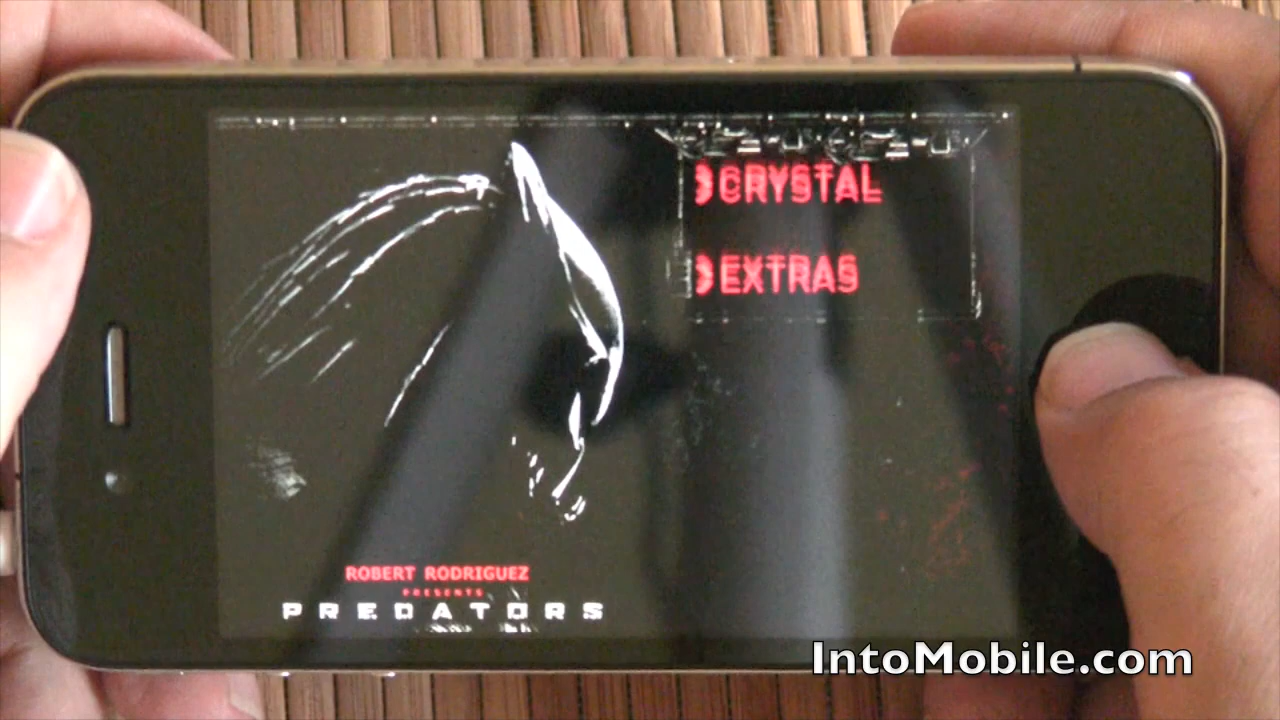 CRYSTAL
EXTRAS
ROBERT RODRIGUEZ
PRESENTS
PREDATORS
IntoMobile.com